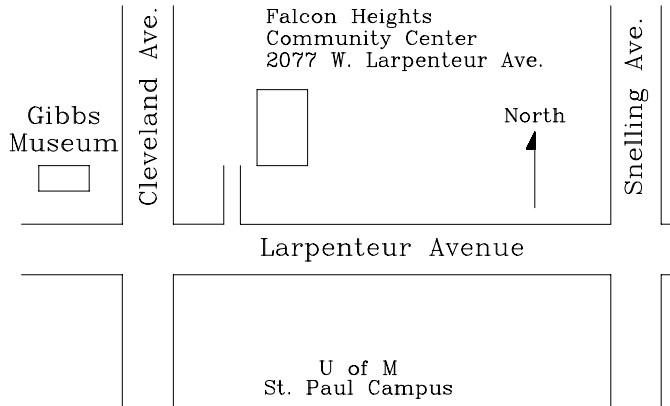 Falcon Heights
Community Center
2077 W. Larpenteur Ave.
Cleveland Ave.
Snelling Ave.
Gibbs
Museum
North
Larpenteur Avenue
U of M
St. Paul Campus